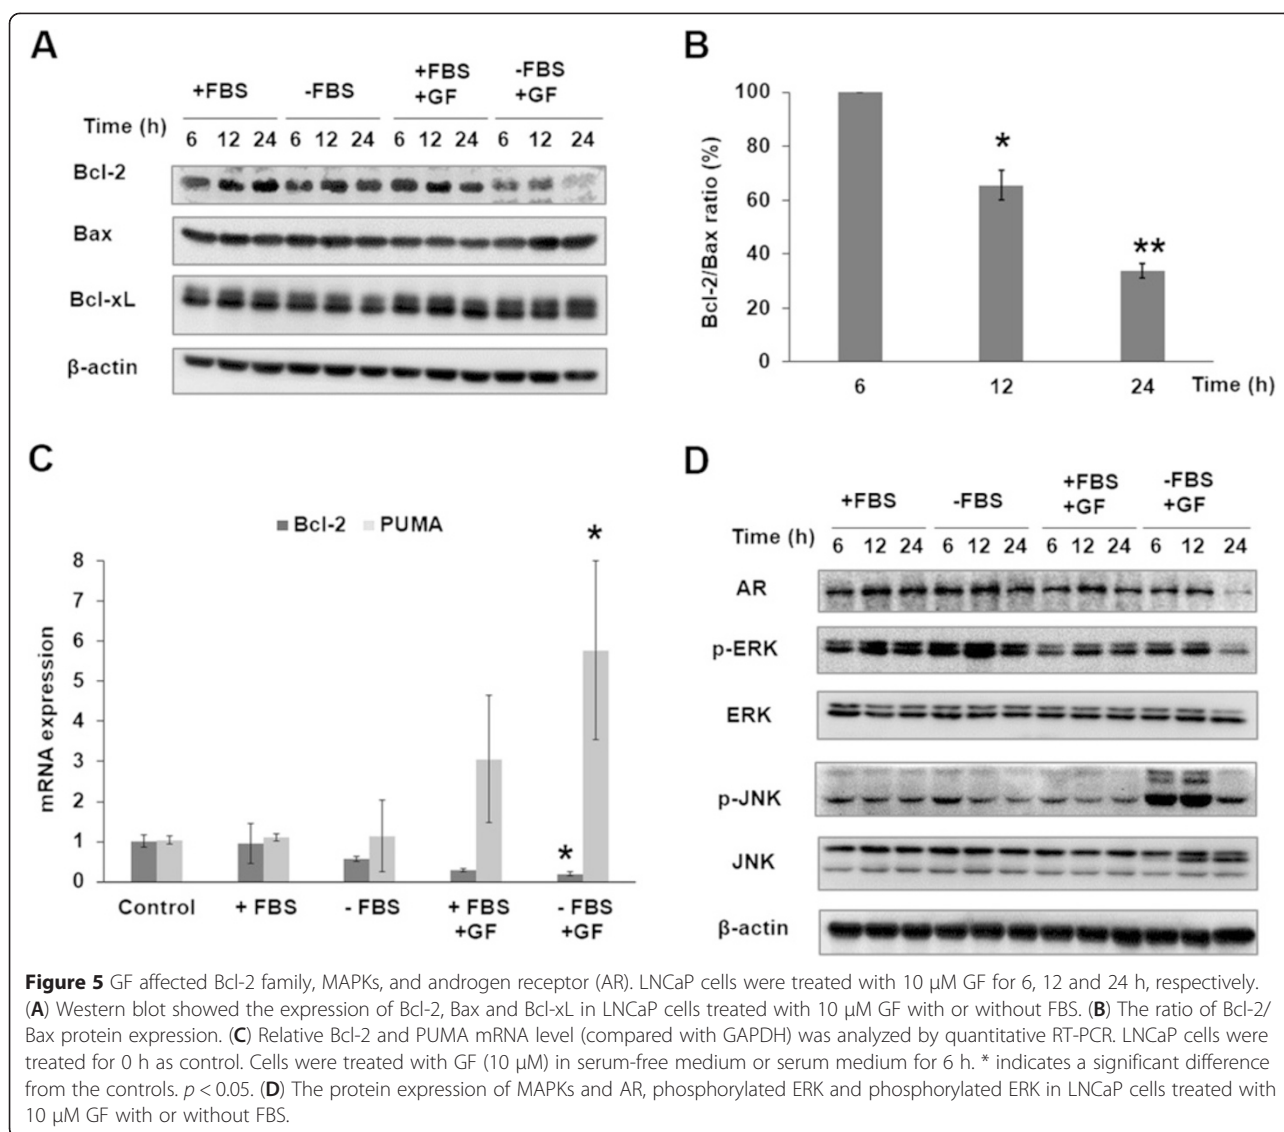 A
+FBS -FBS +FBS +GF -FBS +GF
Time (h) 6 12 24 6 12 24 6 12 24 6 12 24
Bcl-2
Bax
Bcl-xL
β-actin
B
Bcl-2/Bax ratio (%)
100
80
60
40
20
0
*
**
6 12 24 Time (h)
C
Bcl-2 PUMA
mRNA expression
8
7
6
5
4
3
2
1
0
*
*
Control + FBS - FBS + FBS +GF - FBS +GF
D
+FBS -FBS +FBS +GF -FBS +GF
Time (h) 6 12 24 6 12 24 6 12 24 6 12 24
AR
p-ERK
ERK
p-JNK
JNK
β-actin
Figure 5 GF affected Bcl-2 family, MAPKs, and androgen receptor (AR). LNCaP cells were treated with 10 μM GF for 6, 12 and 24 h, respectively.
(A) Western blot showed the expression of Bcl-2, Bax and Bcl-xL in LNCaP cells treated with 10 μM GF with or without FBS. (B) The ratio of Bcl-2/
Bax protein expression. (C) Relative Bcl-2 and PUMA mRNA level (compared with GAPDH) was analyzed by quantitative RT-PCR. LNCaP cells were
treated for 0 h as control. Cells were treated with GF (10 μM) in serum-free medium or serum medium for 6 h. * indicates a significant difference
from the controls. p < 0.05. (D) The protein expression of MAPKs and AR, phosphorylated ERK and phosphorylated ERK in LNCaP cells treated with
10 μM GF with or without FBS.